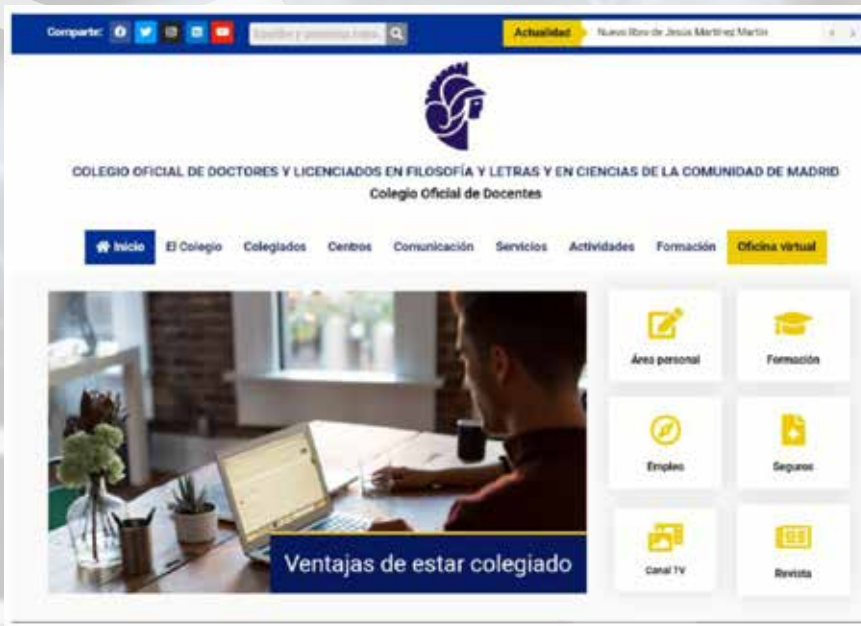 Comparte:
Actualidad
Nuevo libro de Jesús Martínez Martín
COLEGIO OFICIAL DE DOCTORES Y LICENCIADOS EN FILOSOFÍA Y LETRAS Y EN CIENCIAS DE LA COMUNIDAD DE MADRID
Colegio Oficial de Docentes
Inicio
El Colegio
Colegiados
Centros
Comunicación
Servicios
Actividades
Formación
Oficina virtual
Área personal
Formación
Empleo
Seguros
Ventajas de estar colegiado
Canal TV
Revista